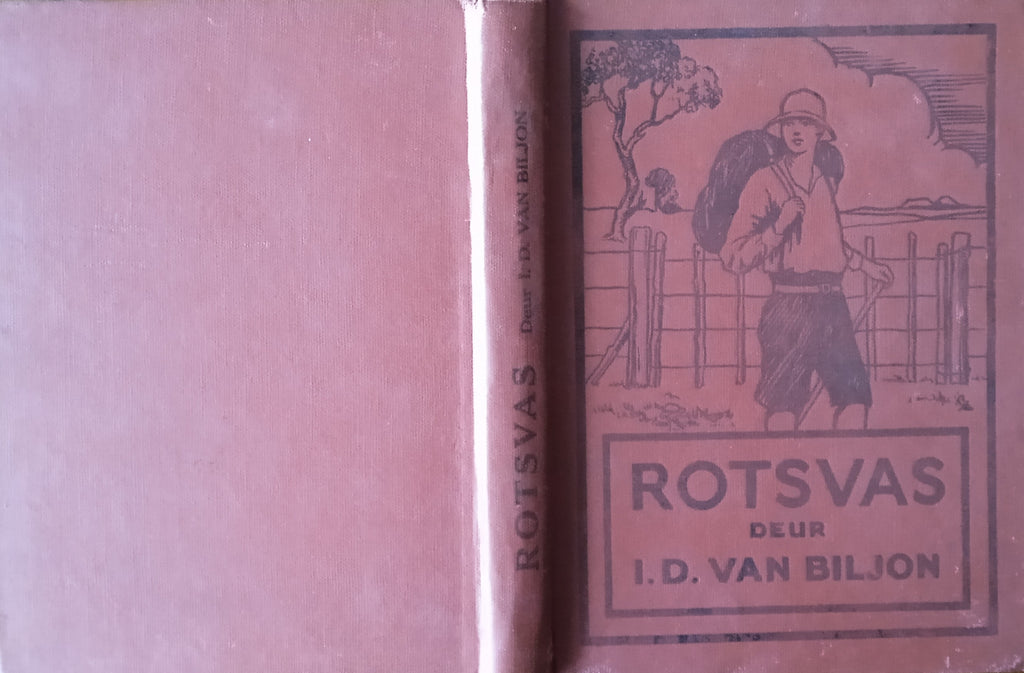 ROTSVAS Deur I. D. VAN BILJON
ROTSVAS
DEUR
I.D. VAN BILJON